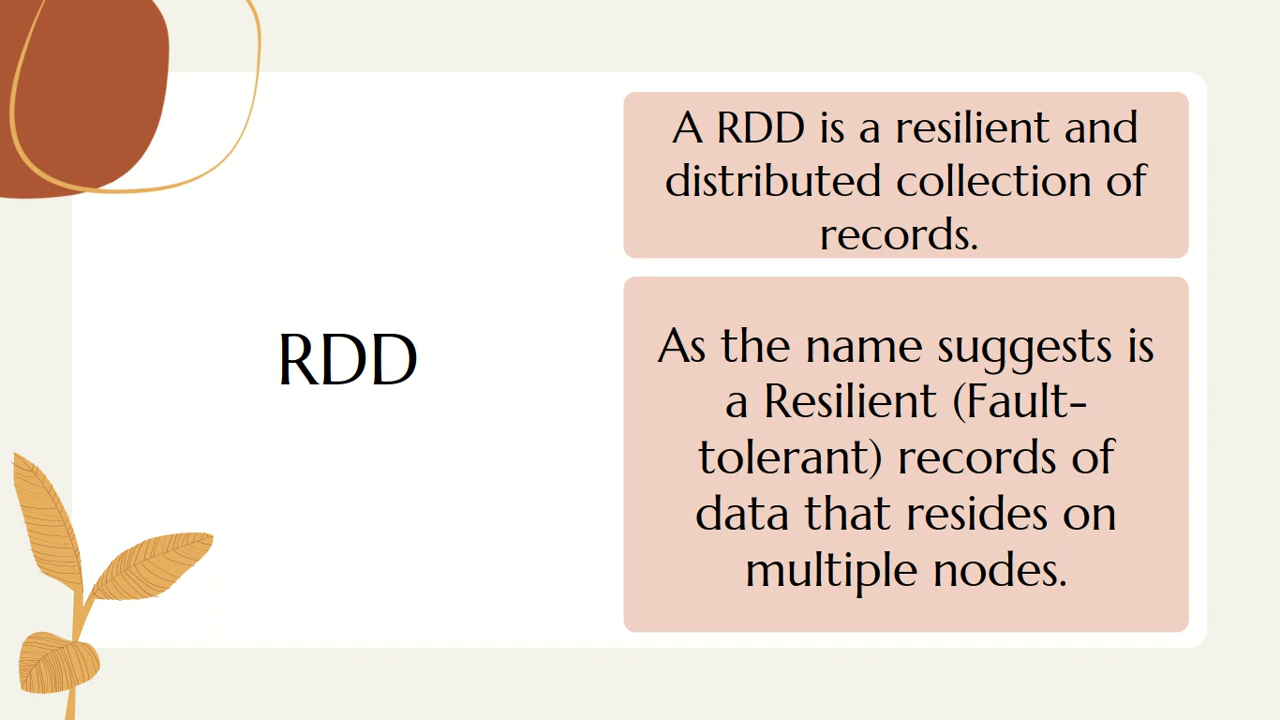 RDD
A RDD is a resilient and
distributed collection of
records.
As the name suggests is
a Resilient (Fault-
tolerant) records of
data that resides on
multiple nodes.